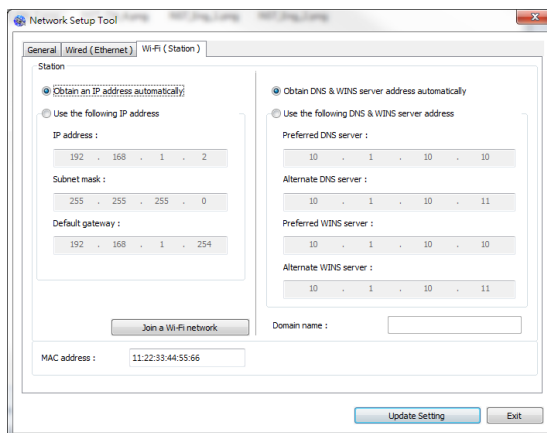 Network Setup Tool
General Wired ( Ethernet ) Wi-Fi ( Station )
Station
Obtain an IP address automatically
Use the following IP address
IP address :
192 . 168 . 1 . 2
Subnet mask :
255 . 255 . 255 . 0
Default gateway :
192 . 168 . 1 . 254
Join a Wi-Fi network
Obtain DNS & WINS server address automatically
Use the following DNS & WINS server address
Preferred DNS server :
10 . 1 . 10 . 10
Alternate DNS server :
10 . 1 . 10 . 11
Preferred WINS server :
10 . 1 . 10 . 10
Alternate WINS server :
10 . 1 . 10 . 11
Domain name :
MAC address : 11:22:33:44:55:66
Update Setting Exit